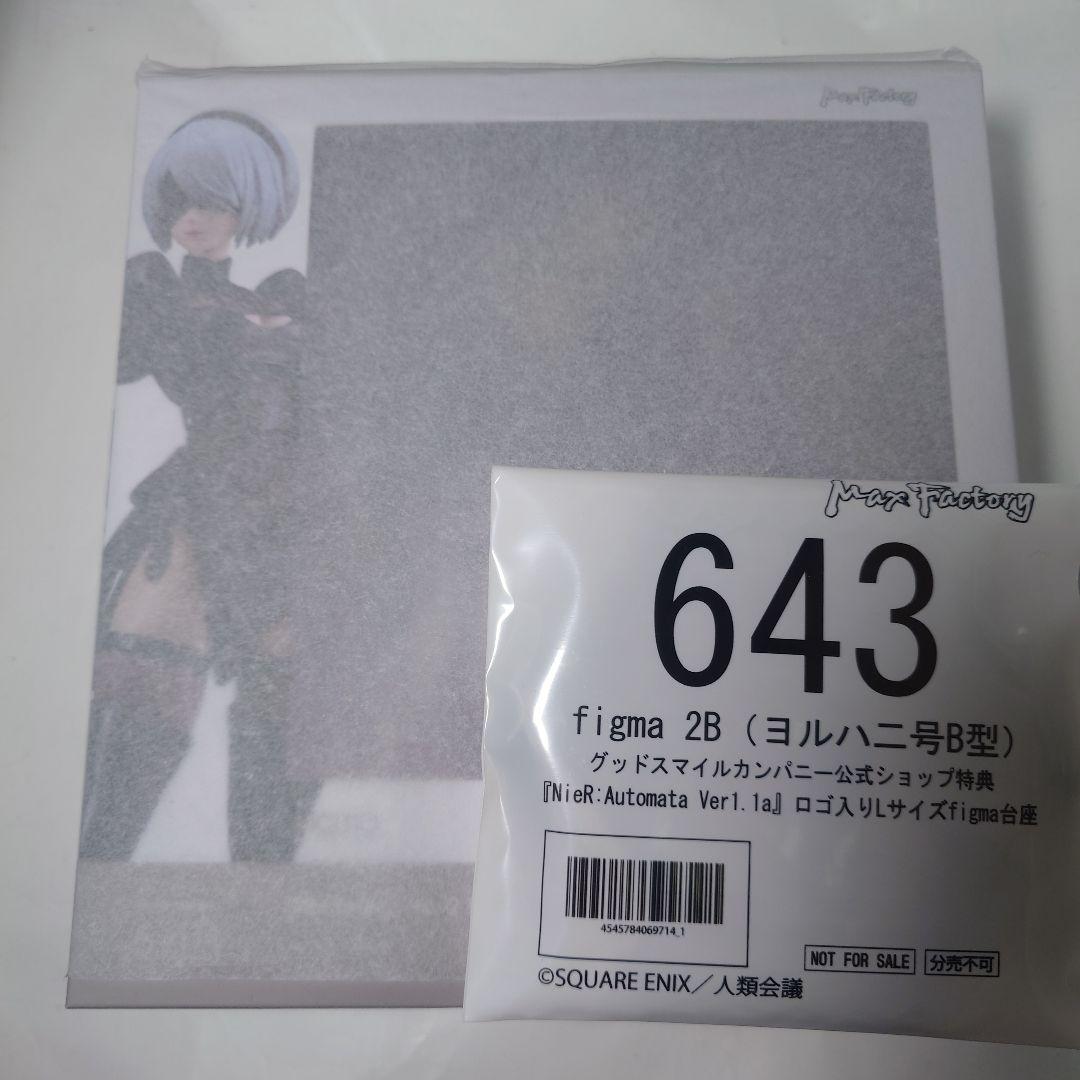 Max Factory
Max Factory
643
figma 2B（ヨルハ二号B型）
グッドスマイルカンパニー公式ショップ特典
『NieR:Automata Ver1.1a』ロゴ入りLサイズfigma台座
4545784069714_1
NOT FOR SALE
分売不可
©SQUARE ENIX／人類会議